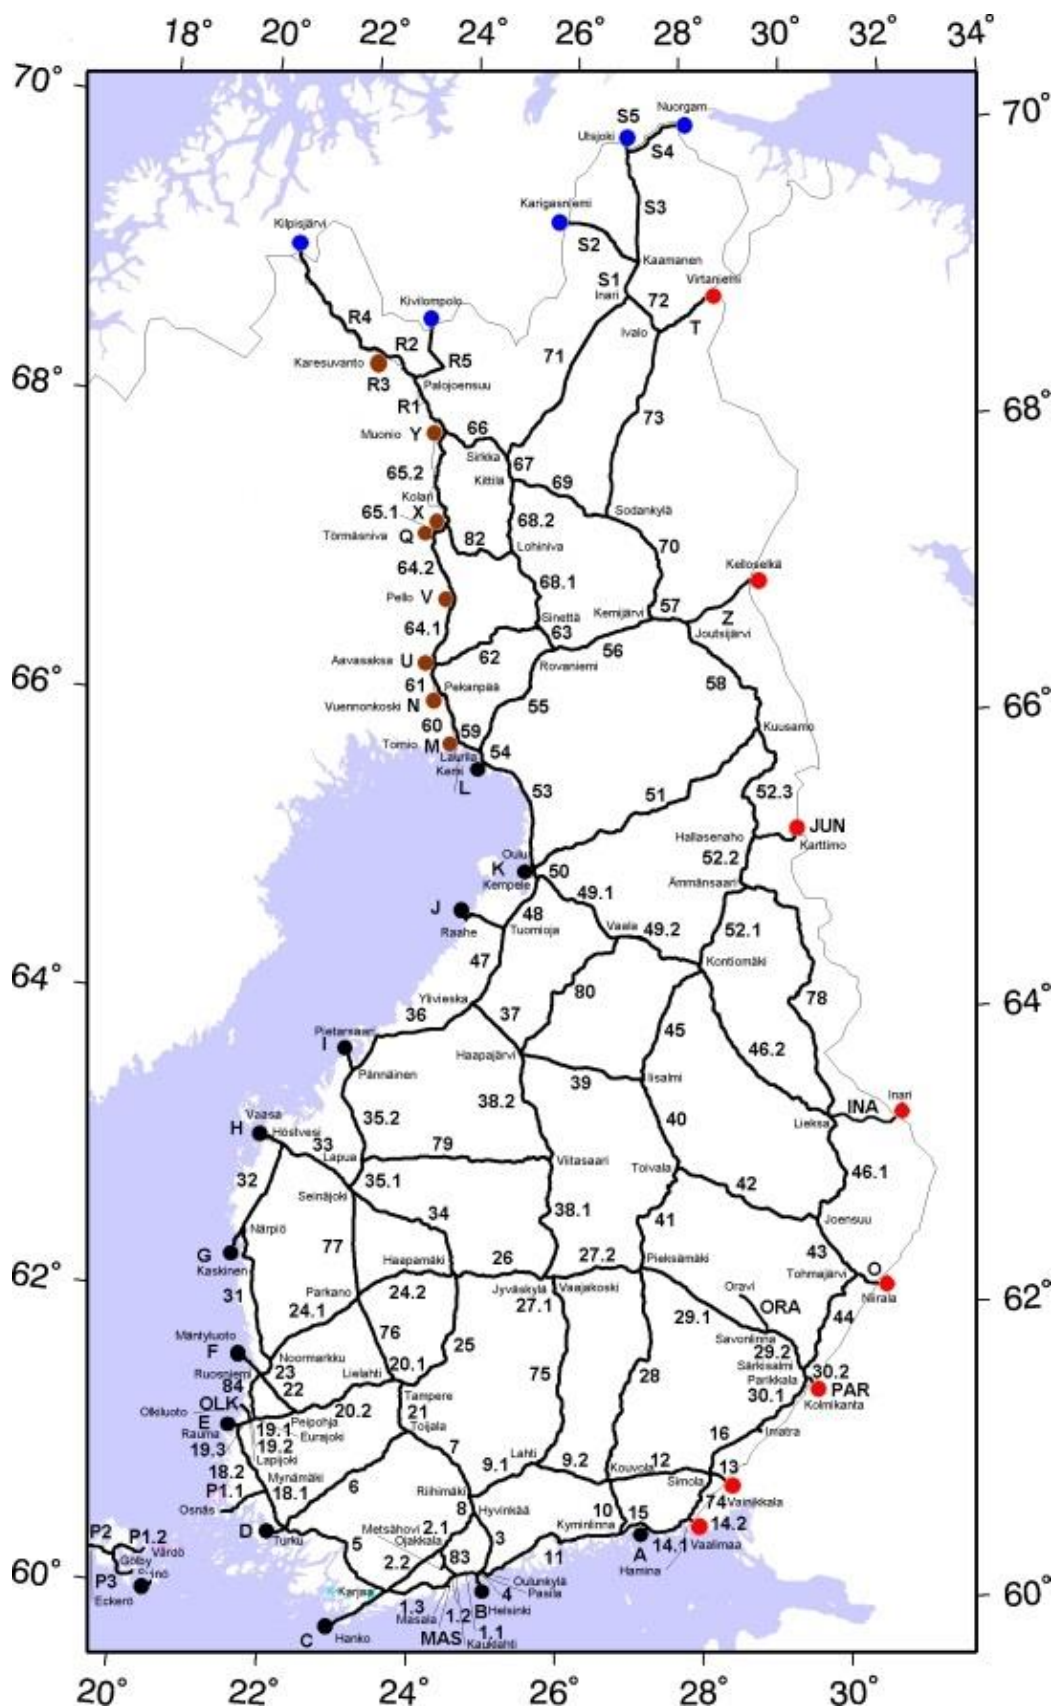 18° 20° 22° 24° 26° 28° 30° 32° 34°
70°
70°
Nuorgam
S5
Utsjoki
S4
Karigasniemi
S3
Kilpisjärvi
S2
Kaamanen
S1
Virtaniemi
Inari
72
Kivilompolo
R4
T
Ivalo
R2
71
Karesuvanto
R5
R3
Palojoensuu
68°
68°
R1
73
66
Muonio Y
Sirkka
67
65.2
Kittilä
69
Kolari
65.1 X
68.2
Sodankylä
Törmäsniva Q
82
Lohiniva
70
64.2
Kelloselkä
68.1
Pello V
Kemijärvi 57
Sinettä
Z
64.1
63
Joutsijärvi
56
Aavasaksa U
62
Rovaniemi
66°
66°
61
Pekanpää
58
Vuennonkoski N
55
60
Kuusamo
59
Tornio M
54
Laurila
Kemi
L
53
51
52.3
JUN
Hallasenaho
Karttimo
Oulu
52.2
K
50
Kempele
Ämmänsaari
49.1
J
48
Vaala
52.1
Raahe
Tuomioja
49.2
47
Kontiomäki
64°
64°
80
78
Ylivieska
36
37
45
Pietarsaari
I
46.2
Haapajärvi
Pännäinen
39
Iisalmi
38.2
Inari
INA
Vaasa
35.2
40
H
Höstvesi
Lieksa
33
79
Lapua
Viitasaari
Toivala
32
35.1
46.1
Seinäjoki
42
34
38.1
Närpiö
41
Joensuu
77
43
G
Haapamäki
26
27.2
Pieksämäki
O
Kaskinen
Tohmajärvi
62°
62°
Oravi
Niirala
31
Parkano
24.2
Jyväskylä
Vaajakoski
24.1
27.1
29.1
ORA
44
Mäntyluoto
76
25
Savonlinna
F
29.2
Noormarkku
20.1
75
28
Särkisalmi
Ruosniemi
23
Lielahti
Parikkala
30.2
84
30.1
PAR
22
Tampere
Kolmikanta
OLK
20.2
21
Olkiluoto
Peipohja
E
Toijala
16
Imatra
19.1
Eurajoki
Rauma
19.2
7
Lahti
19.3
Lapijoki
9.1
9.2
Kouvola
12
18.2
13
Mynämäki
6
Riihimäki
Simola
P1.1
18.1
74
Vainikkala
8
Hyvinkää
10
Osnäs
15
Metsähovi
2.1
Kyminlinna
14.2
D
Ojakkala
3
P2
Turku
14.1
Vaalimaa
P1.2
5
A
Vårdö
2.2
83
11
Hamina
Gölby
60°
60°
P3
Karjaa
Oulunkylä
Eckerö
Pasila
1.3
B
4
Helsinki
Masala
1.2
C
Hanko
MAS
1.1
Kauklahti
20° 22° 24° 26° 28° 30°